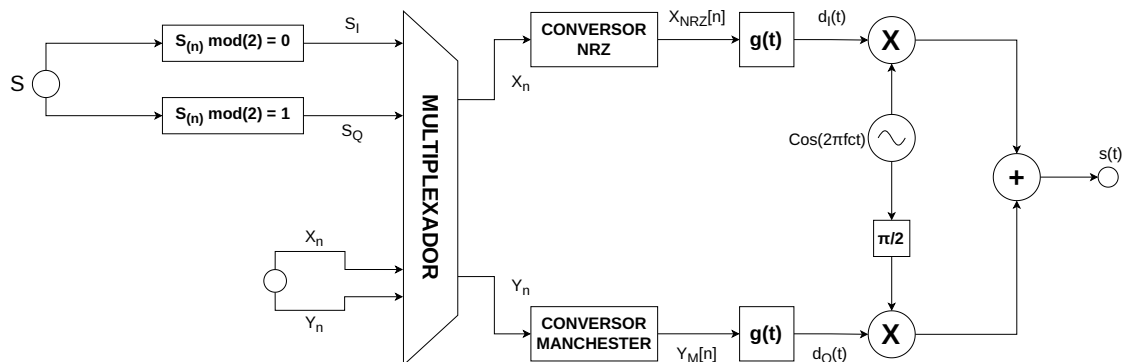 S
S(n) mod(2) = 0
S(n) mod(2) = 1
SI
SQ
Xn
Yn
MULTIPLEXADOR
Xn
Yn
CONVERSOR
NRZ
CONVERSOR
MANCHESTER
XNRZ[n]
YM[n]
g(t)
g(t)
dI(t)
dQ(t)
X
Cos(2πfct)
π/2
X
+
s(t)